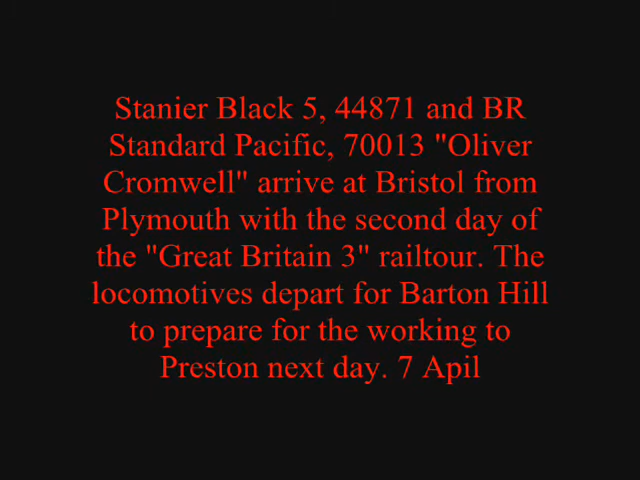 Stanier Black 5, 44871 and BR
Standard Pacific, 70013 "Oliver
Cromwell" arrive at Bristol from
Plymouth with the second day of
the "Great Britain 3" railtour. The
locomotives depart for Barton Hill
to prepare for the working to
Preston next day. 7 Apil